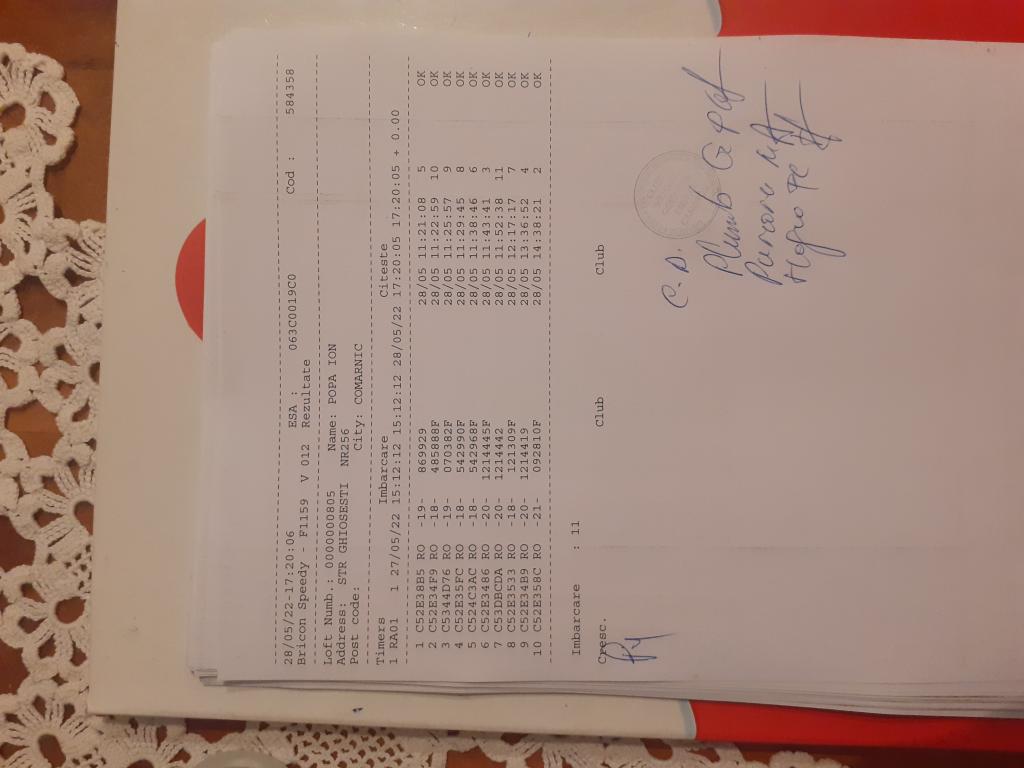 28/05/22-17:20:06 ESA : 063C0019C0 Cod : 584358
Bricon Speedy - F1159 V 012 Rezultate
Loft Numb.: 0000000805 Name: POPA ION
Address: STR GHIOSESTI NR256
Post code: City: COMARNIC
Timers Imbarcare Citeste
1 RA01 1 27/05/22 15:12:12 15:12:12 28/05/22 17:20:05 17:20:05 + 0.00
1 C52E38B5 RO -19- 869929 28/05 11:21:08 5 OK
2 C52E34F9 RO -18- 485888F 28/05 11:22:59 10 OK
3 C5344D76 RO -19- 070382F 28/05 11:25:57 9 OK
4 C52E35FC RO -18- 542990F 28/05 11:29:45 8 OK
5 C524C3AC RO -18- 542968F 28/05 11:38:46 6 OK
6 C52E3486 RO -20- 1214445F 28/05 11:43:41 3 OK
7 C53DBCDA RO -20- 1214442 28/05 11:52:38 11 OK
8 C52E3533 RO -18- 121309F 28/05 12:17:17 7 OK
9 C52E34B9 RO -20- 1214419 28/05 13:36:52 4 OK
10 C52E358C RO -21- 092810F 28/05 14:38:21 2 OK
Imbarcare : 11
Cresc. Club Club
C.D.
Plumb